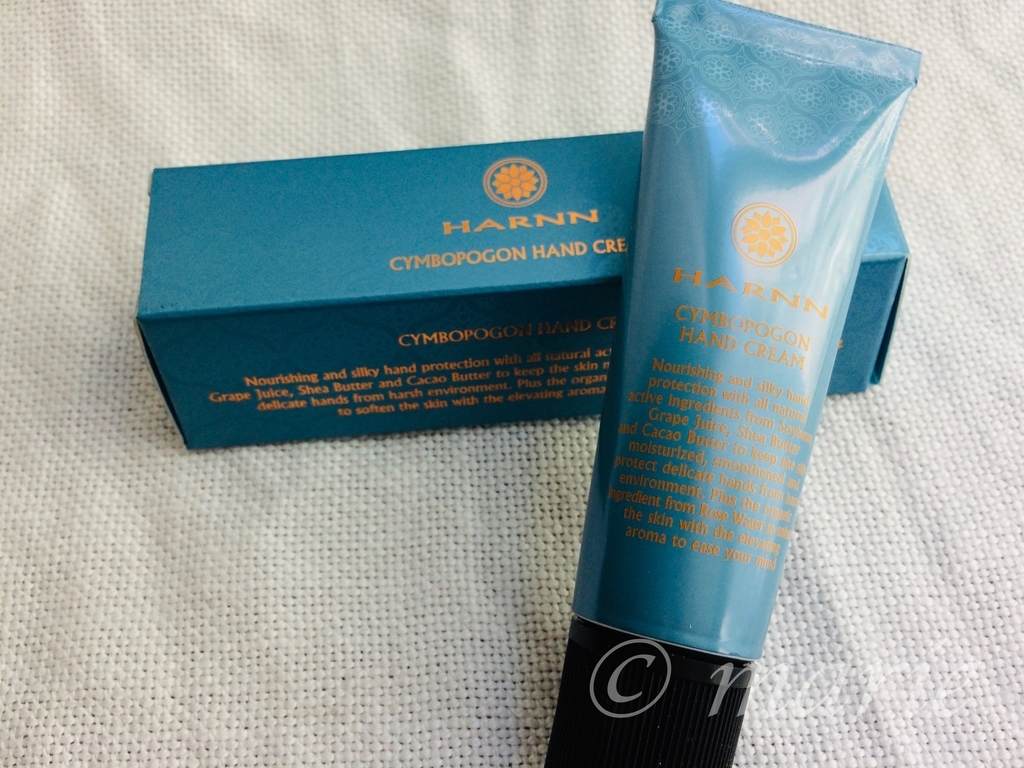 HARNN
CYMBOPOGON HAND CRE
CYMBOPOGON HAND CR
Nourishing and silky hand protection with all natural act
Grape Juice, Shea Butter and Cacao Butter to keep the skin m
delicate hands from harsh environment. Plus the organ
to soften the skin with the elevating aroma
HARNN
CYMBOPOGON
HAND CREAM
Nourishing and silky hand
protection with all natural
active ingredients from
Grape Juice, Shea Butter
and Cacao Butter to keep the
moisturized, smoothened
protect delicate hands from
environment. Plus the organic
ingredient from Rose Water to
the skin with the elevating
aroma to ease your mind
©